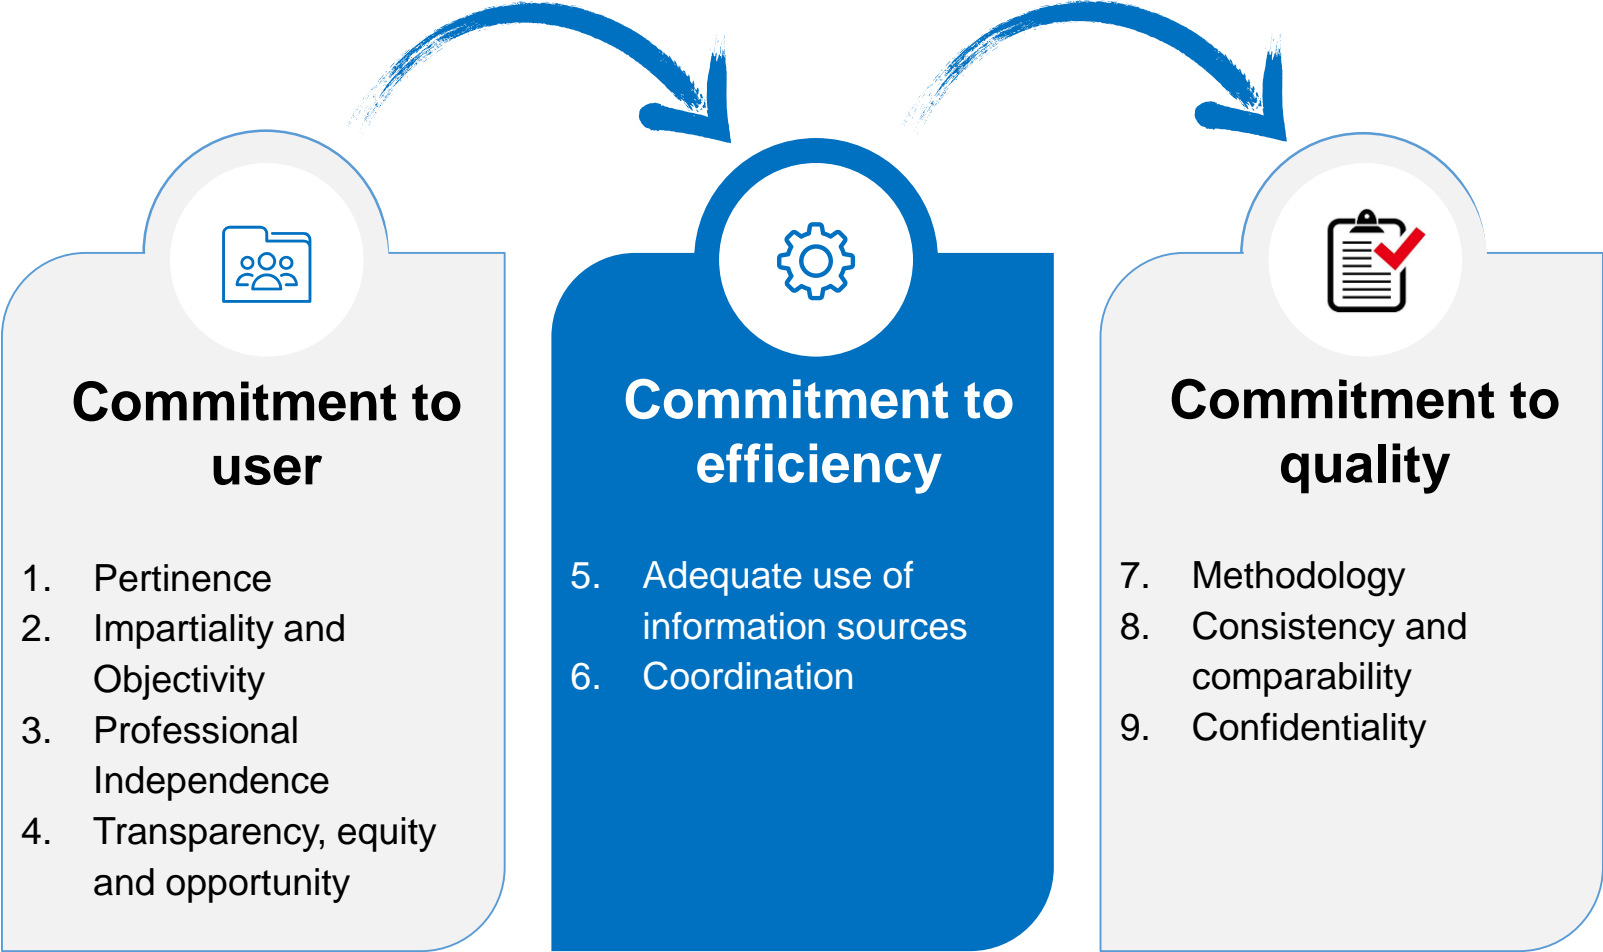 Commitment to
user
1. Pertinence
2. Impartiality and
Objectivity
3. Professional
Independence
4. Transparency, equity
and opportunity
Commitment to
efficiency
5. Adequate use of
information sources
6. Coordination
Commitment to
quality
7. Methodology
8. Consistency and
comparability
9. Confidentiality